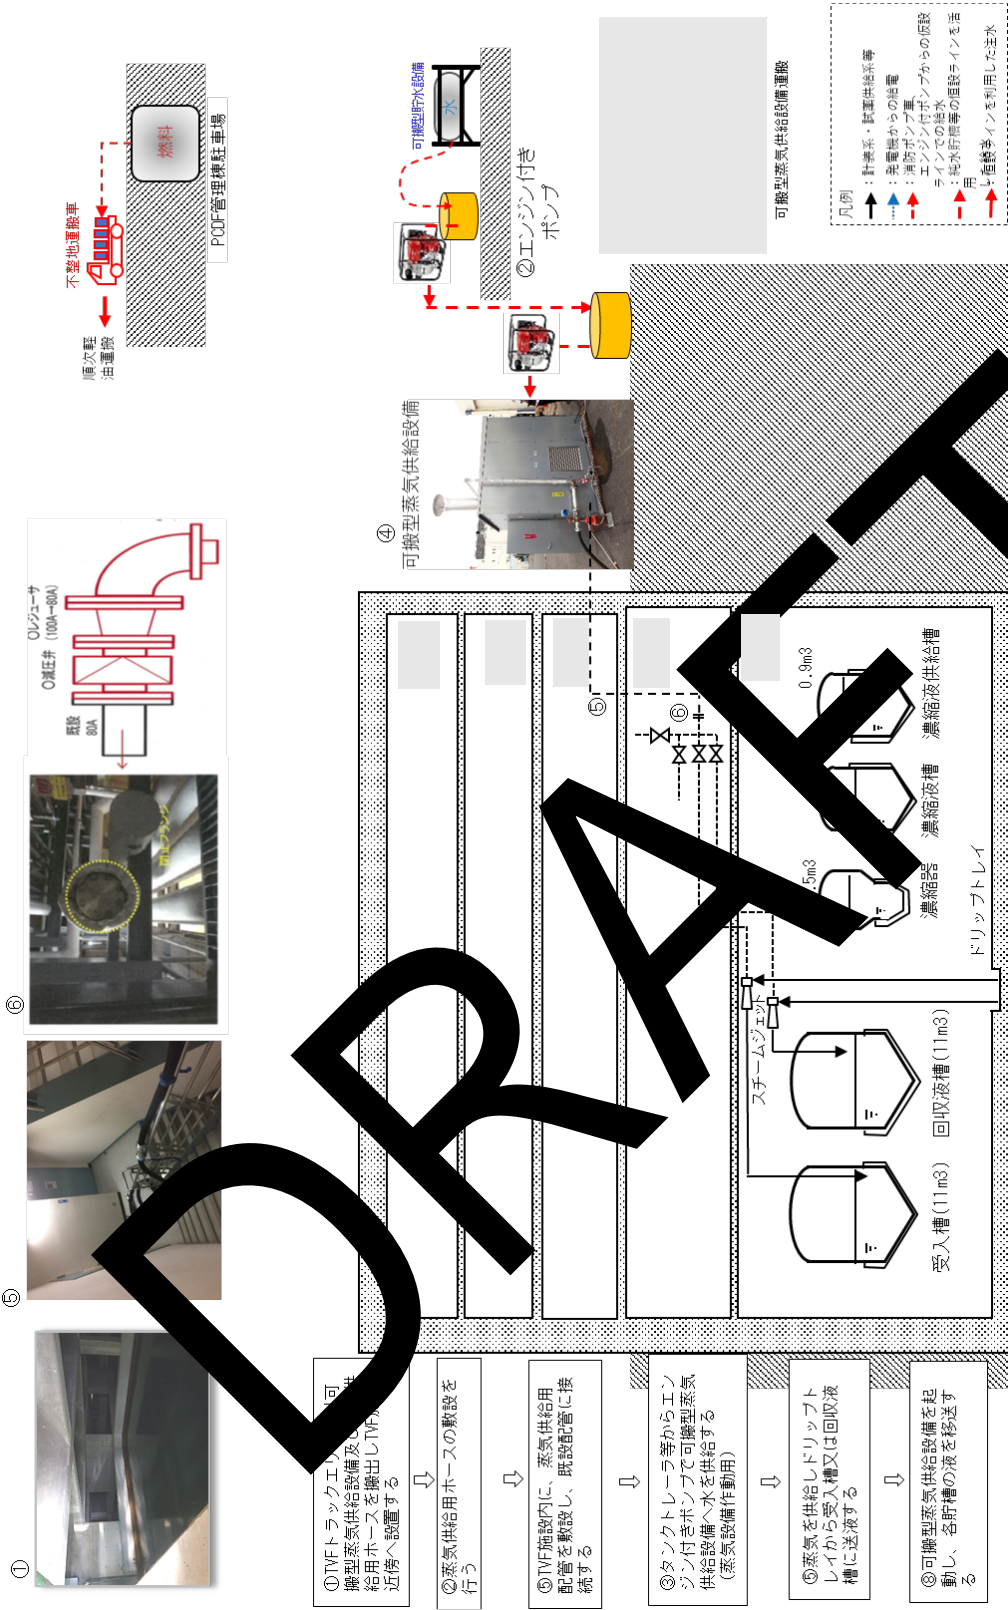 ①
⑤
⑥
閉止フランジ
○減圧弁
○レジューサ
(100A→80A)
既設
80A
順次軽
油運搬
不整地運搬車
燃料
PCDF管理棟駐車場
①TVFトラックエリ
搬型蒸気供給設備及
給用ホースを搬出しTVF
近傍へ設置する
②蒸気供給用ホースの敷設を
行う
⑤TVF施設内に、蒸気供給用
配管を敷設し、既設配管に接
続する
③タンクトレーラ等からエン
ジン付きポンプで可搬型蒸気
供給設備へ水を供給する
(蒸気設備作動用)
⑤蒸気を供給しドリップト
レイから受入槽又は回収液
槽に送液する
⑧可搬型蒸気供給設備を起
動し、各貯槽の液を移送す
る
④
可搬型蒸気供給設備
可搬型貯水設備
水
②エンジン付き
ポンプ
可搬型蒸気供給設備運搬
⑤
⑥
スチームジェット
受入槽(11m3)
回収液槽(11m3)
ドリップトレイ
濃縮器
.5m3
濃縮液槽
濃縮液供給槽
0.9m3
凡例
：計装系・試薬供給系等
：発電機からの給電
：消防ポンプ車
エンジン付ポンプからの仮設
ラインでの給水
：純水貯槽等の恒設ラインを活
用
恒設ラインを利用した注水
DRAFT